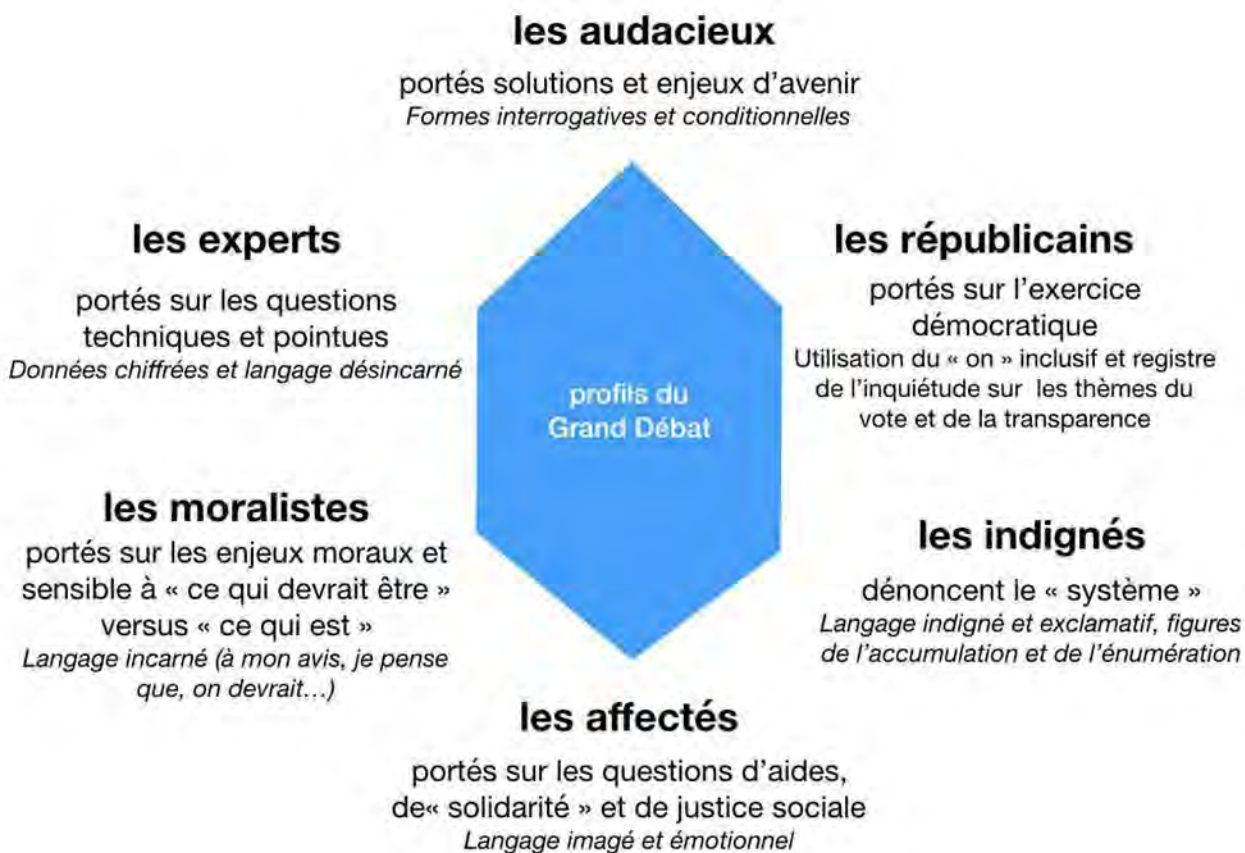 les audacieux
portés solutions et enjeux d'avenir
Formes interrogatives et conditionnelles
les experts
portés sur les questions
techniques et pointues
Données chiffrées et langage désincarné
les républicains
portés sur l'exercice
démocratique
Utilisation du « on » inclusif et registre
de l'inquiétude sur les thèmes du
vote et de la transparence
profils du
Grand Débat
les moralistes
portés sur les enjeux moraux et
sensible à « ce qui devrait être »
versus « ce qui est »
Langage incarné (à mon avis, je pense
que, on devrait...)
les indignés
dénoncent le « système »
Langage indigné et exclamatif, figures
de l'accumulation et de l'énumération
les affectés
portés sur les questions d'aides,
de« solidarité » et de justice sociale
Langage imagé et émotionnel